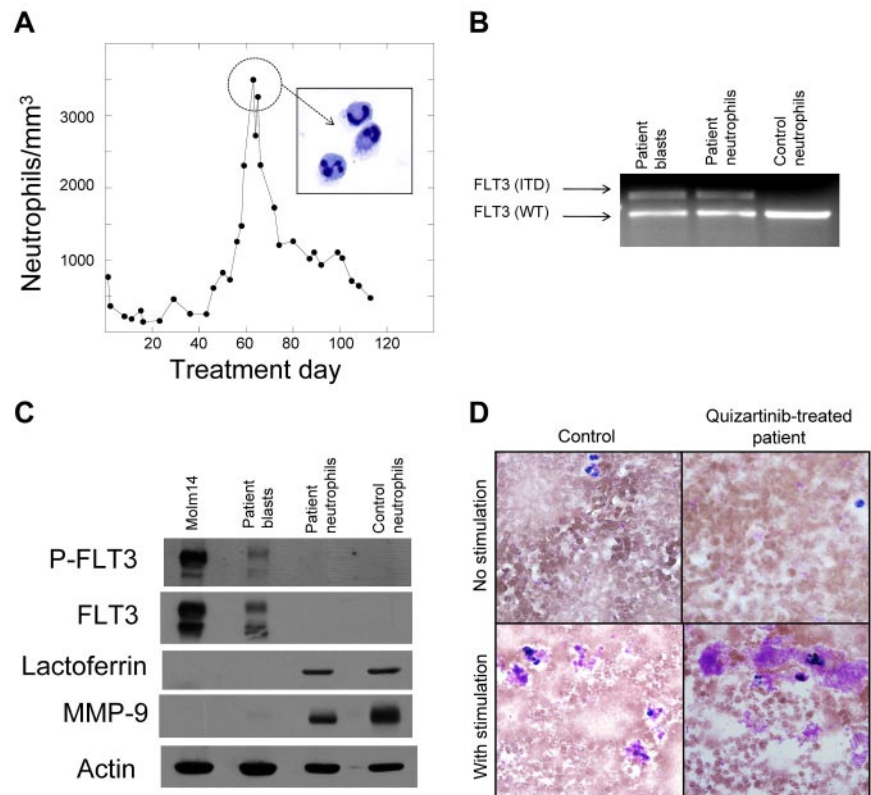 A
Neutrophils/mm³
3000
2000
1000
20
40
60
80
100
120
Treatment day
B
Patient
blasts
Patient
neutrophils
Control
neutrophils
FLT3 (ITD)
FLT3 (WT)
C
Molm14
Patient
blasts
Patient
neutrophils
Control
neutrophils
P-FLT3
FLT3
Lactoferrin
MMP-9
Actin
D
Control
Quizartinib-treated
patient
No stimulation
With stimulation